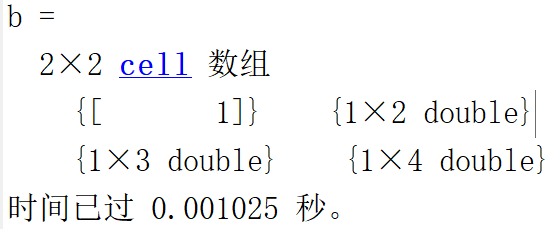 b =
2×2 cell 数组
{[ 1]} {1×2 double}
{1×3 double} {1×4 double}
时间已过 0.001025 秒。